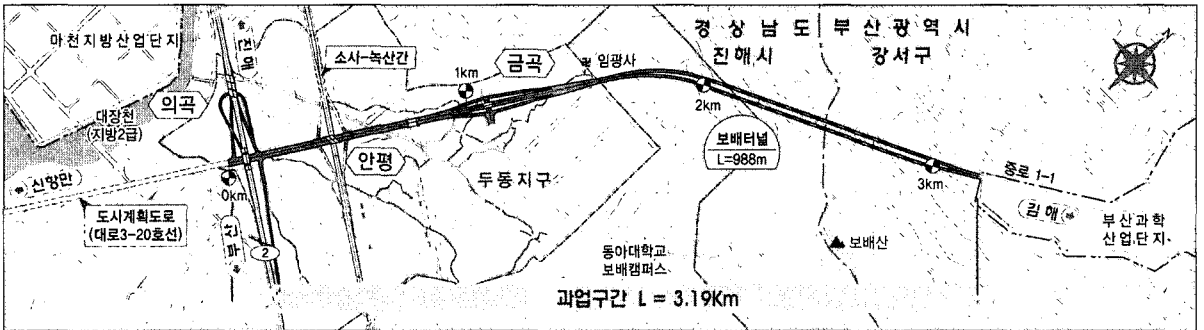 경 상 남 도 부 산 광 역 시
진해시 강서구
마천지방산업단지
진해
소사-녹산간
1km
금곡
임광사
N
의곡
대장천
(지방2급)
2km
보배터널
L=988m
안평
두동지구
신항만
0km
3km
중로 1-1
도시계획도로
(대로3-20호선)
부산
2
김해
부산과학
산업단지
동아대학교
보배캠퍼스
보배산
과업구간 L = 3.19Km